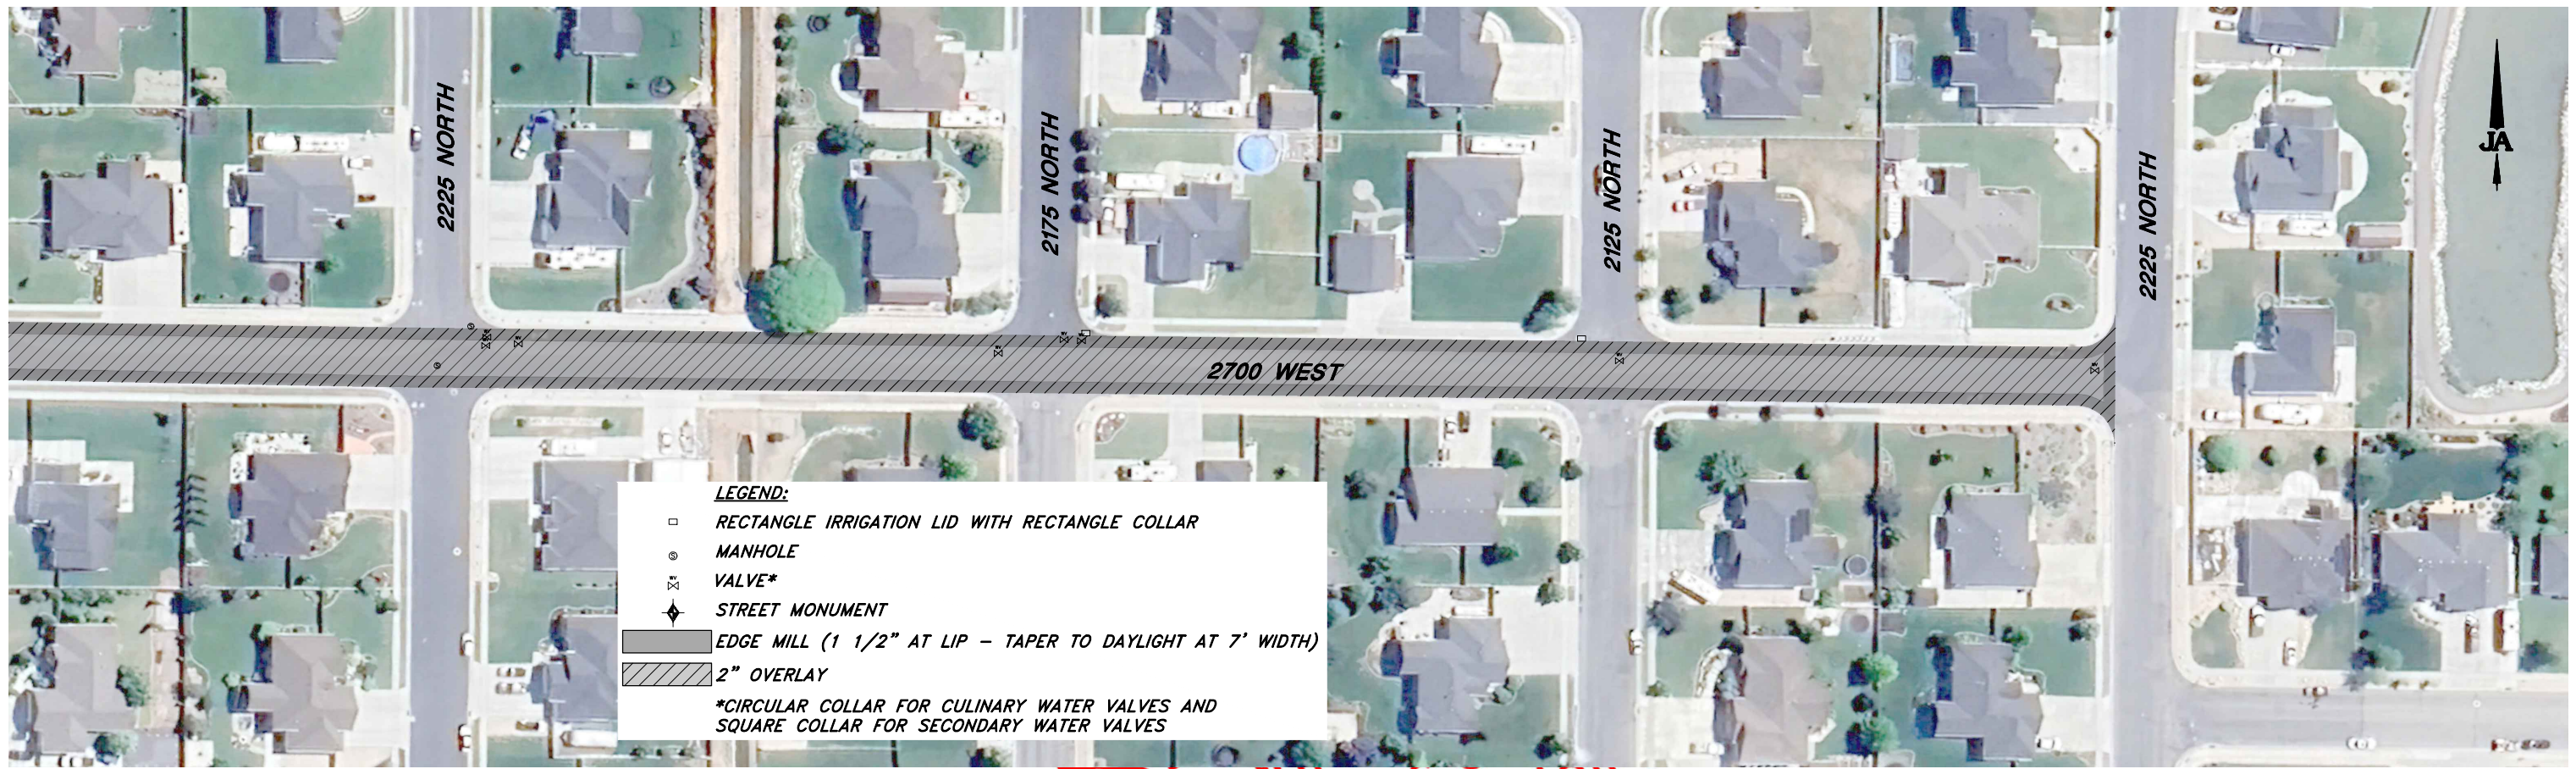 2225 NORTH
2175 NORTH
2125 NORTH
2225 NORTH
JA
2700 WEST
LEGEND:
RECTANGLE IRRIGATION LID WITH RECTANGLE COLLAR
MANHOLE
VALVE*
STREET MONUMENT
EDGE MILL (1 1/2" AT LIP - TAPER TO DAYLIGHT AT 7' WIDTH)
2" OVERLAY
*CIRCULAR COLLAR FOR CULINARY WATER VALVES AND
SQUARE COLLAR FOR SECONDARY WATER VALVES